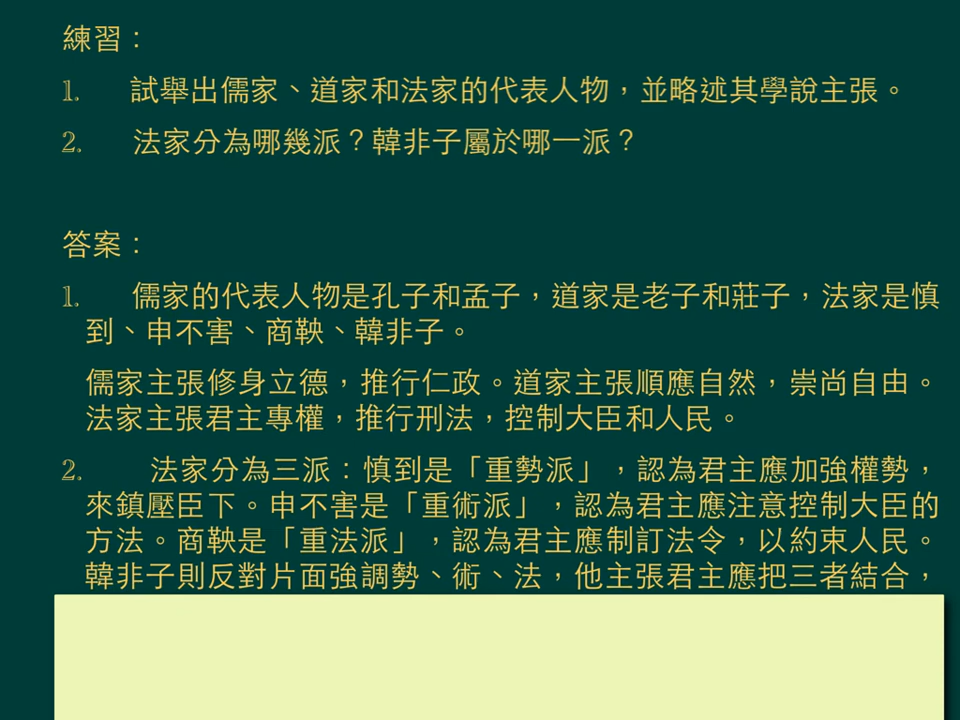 練習：
1. 試舉出儒家、道家和法家的代表人物，並略述其學說主張。
2. 法家分為哪幾派？韓非子屬於哪一派？
答案：
1. 儒家的代表人物是孔子和孟子，道家是老子和莊子，法家是慎
到、申不害、商鞅、韓非子。
儒家主張修身立德，推行仁政。道家主張順應自然，崇尚自由。
法家主張君主專權，推行刑法，控制大臣和人民。
2. 法家分為三派：慎到是「重勢派」，認為君主應加強權勢，
來鎮壓臣下。申不害是「重術派」，認為君主應注意控制大臣的
方法。商鞅是「重法派」，認為君主應制訂法令，以約束人民。
韓非子則反對片面強調勢、術、法，他主張君主應把三者結合，